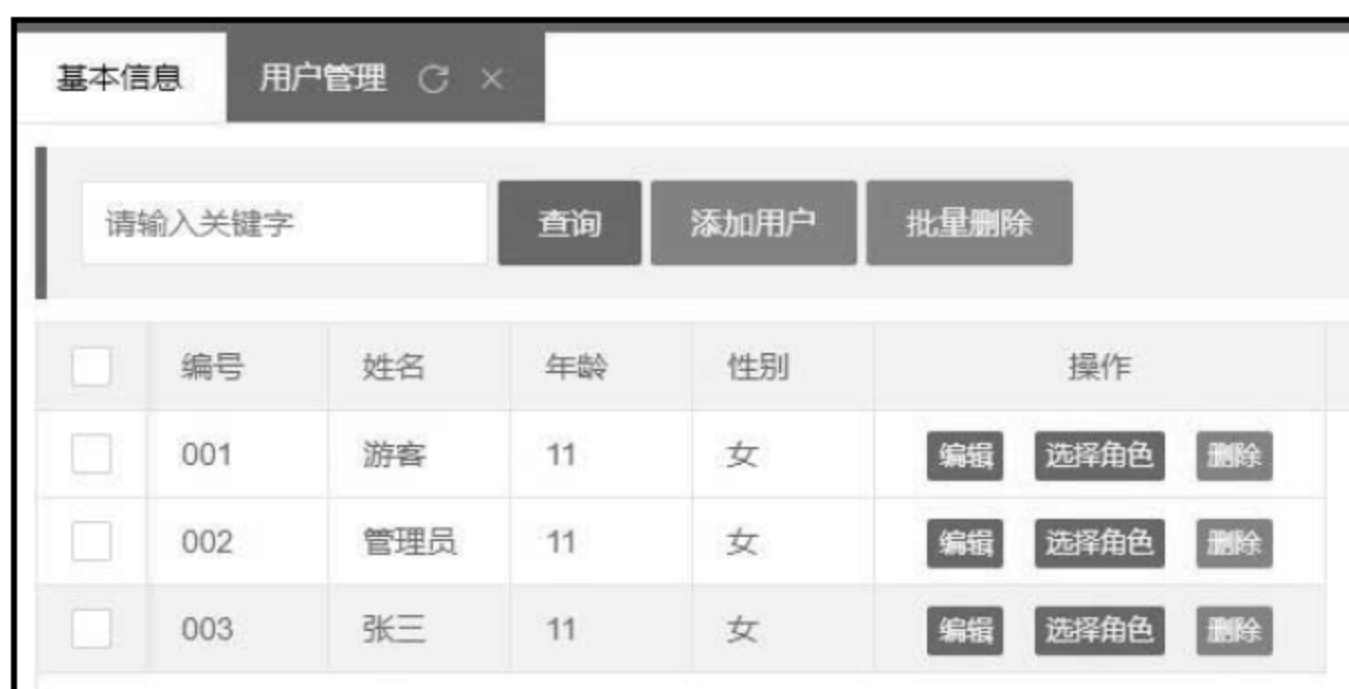 基本信息 用户管理
请输入关键字 查询 添加用户 批量删除
编号 姓名 年龄 性别 操作
001 游客 11 女 编辑 选择角色 删除
002 管理员 11 女 编辑 选择角色 删除
003 张三 11 女 编辑 选择角色 删除